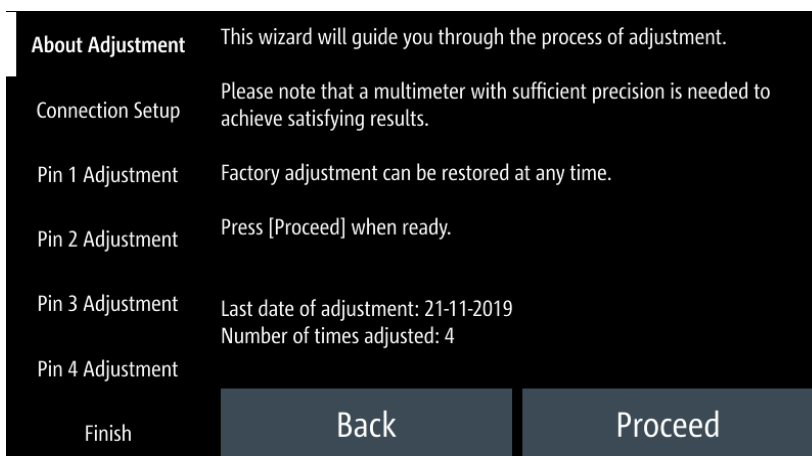 About Adjustment
Connection Setup
Pin 1 Adjustment
Pin 2 Adjustment
Pin 3 Adjustment
Pin 4 Adjustment
Finish
This wizard will guide you through the process of adjustment.
Please note that a multimeter with sufficient precision is needed to
achieve satisfying results.
Factory adjustment can be restored at any time.
Press [Proceed] when ready.
Last date of adjustment: 21-11-2019
Number of times adjusted: 4
Back
Proceed